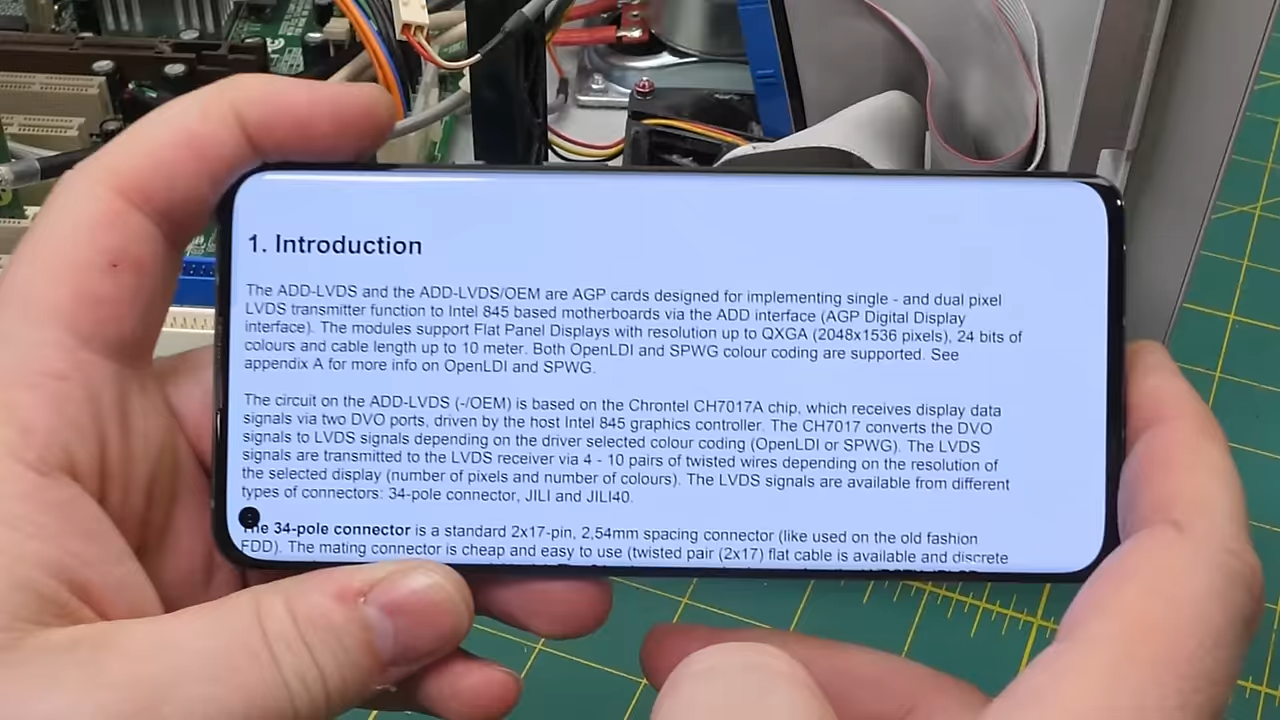 1. Introduction
The ADD-LVDS and the ADD-LVDS/OEM are AGP cards designed for implementing single - and dual pixel
LVDS transmitter function to Intel 845 based motherboards via the ADD interface (AGP Digital Display
interface). The modules support Flat Panel Displays with resolution up to QXGA (2048x1536 pixels), 24 bits of
colours and cable length up to 10 meter. Both OpenLDI and SPWG colour coding are supported. See
appendix A for more info on OpenLDI and SPWG.
The circuit on the ADD-LVDS (-/OEM) is based on the Chrontel CH7017A chip, which receives display data
signals via two DVO ports, driven by the host Intel 845 graphics controller. The CH7017 converts the DVO
signals to LVDS signals depending on the driver selected colour coding (OpenLDI or SPWG). The LVDS
signals are transmitted to the LVDS receiver via 4 - 10 pairs of twisted wires depending on the resolution of
the selected display (number of pixels and number of colours). The LVDS signals are available from different
types of connectors: 34-pole connector, JILI and JILI40.
The 34-pole connector is a standard 2x17-pin, 2,54mm spacing connector (like used on the old fashion
FDD). The mating connector is cheap and easy to use (twisted pair (2x17) flat cable is available and discrete